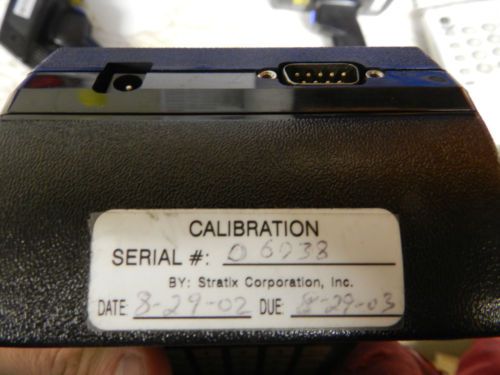 CALIBRATION
SERIAL #: 06938
BY: Stratix Corporation, Inc.
DATE: 8-29-02 DUE: 8-29-03